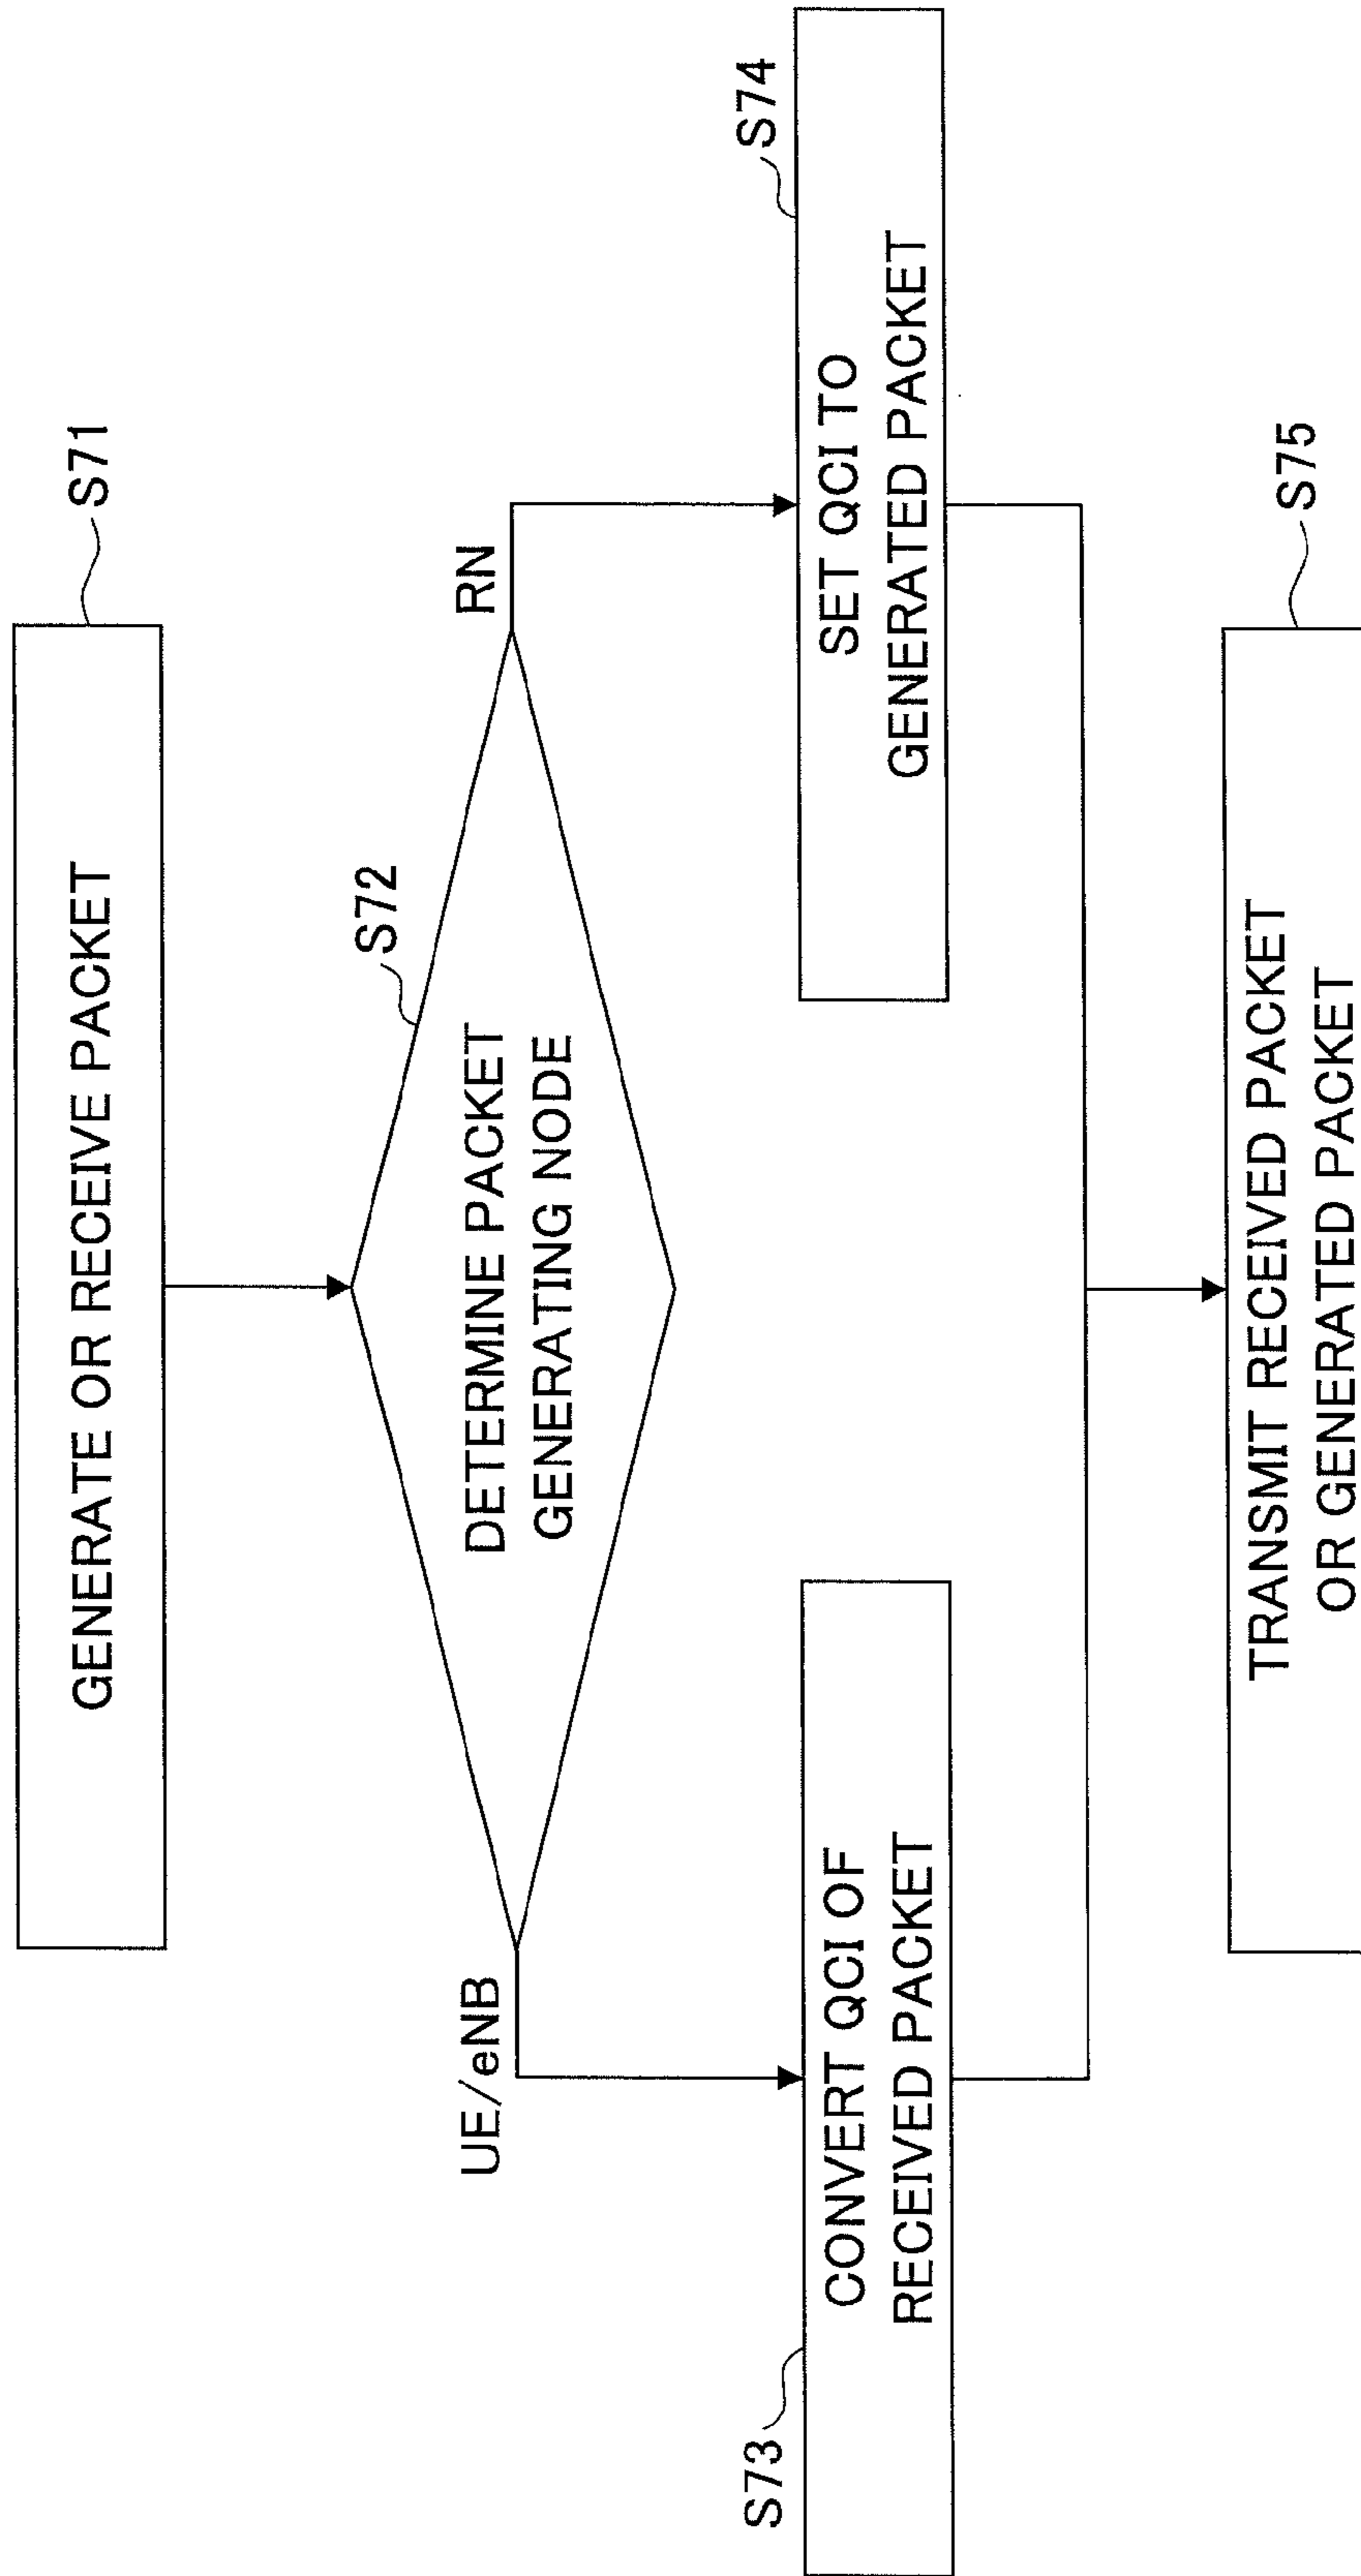 GENERATE OR RECEIVE PACKET
S71
S72
DETERMINE PACKET
GENERATING NODE
UE/eNB
RN
S73
CONVERT QCI OF
RECEIVED PACKET
S74
SET QCI TO
GENERATED PACKET
S75
TRANSMIT RECEIVED PACKET
OR GENERATED PACKET